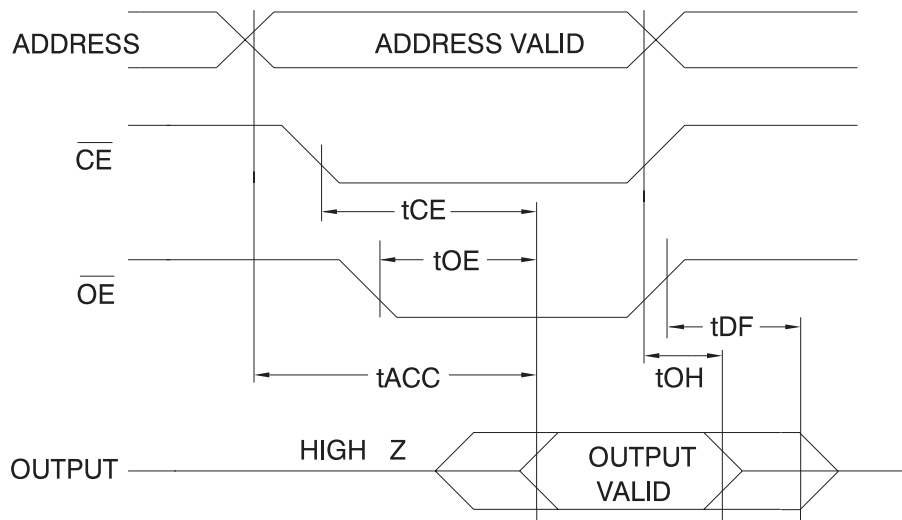 ADDRESS
ADDRESS VALID
CE
tCE
tOE
OE
tDF
tACC
tOH
HIGH Z
OUTPUT
OUTPUT
VALID